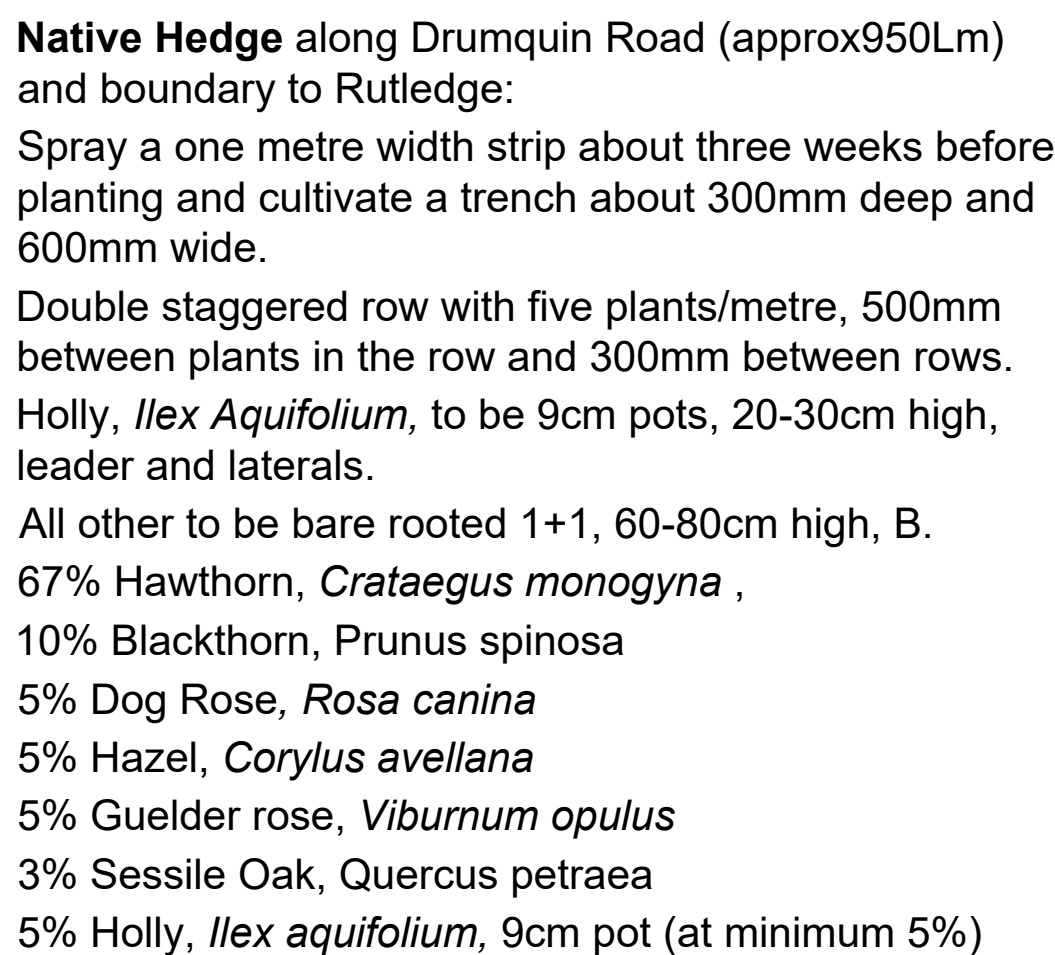 Native Hedge along Drumquin Road (approx950Lm)
and boundary to Rutledge:
Spray a one metre width strip about three weeks before
planting and cultivate a trench about 300mm deep and
600mm wide.
Double staggered row with five plants/metre, 500mm
between plants in the row and 300mm between rows.
Holly, Ilex Aquifolium, to be 9cm pots, 20-30cm high,
leader and laterals.
All other to be bare rooted 1+1, 60-80cm high, B.
67% Hawthorn, Crataegus monogyna ,
10% Blackthorn, Prunus spinosa
5% Dog Rose, Rosa canina
5% Hazel, Corylus avellana
5% Guelder rose, Viburnum opulus
3% Sessile Oak, Quercus petraea
5% Holly, Ilex aquifolium, 9cm pot (at minimum 5%)